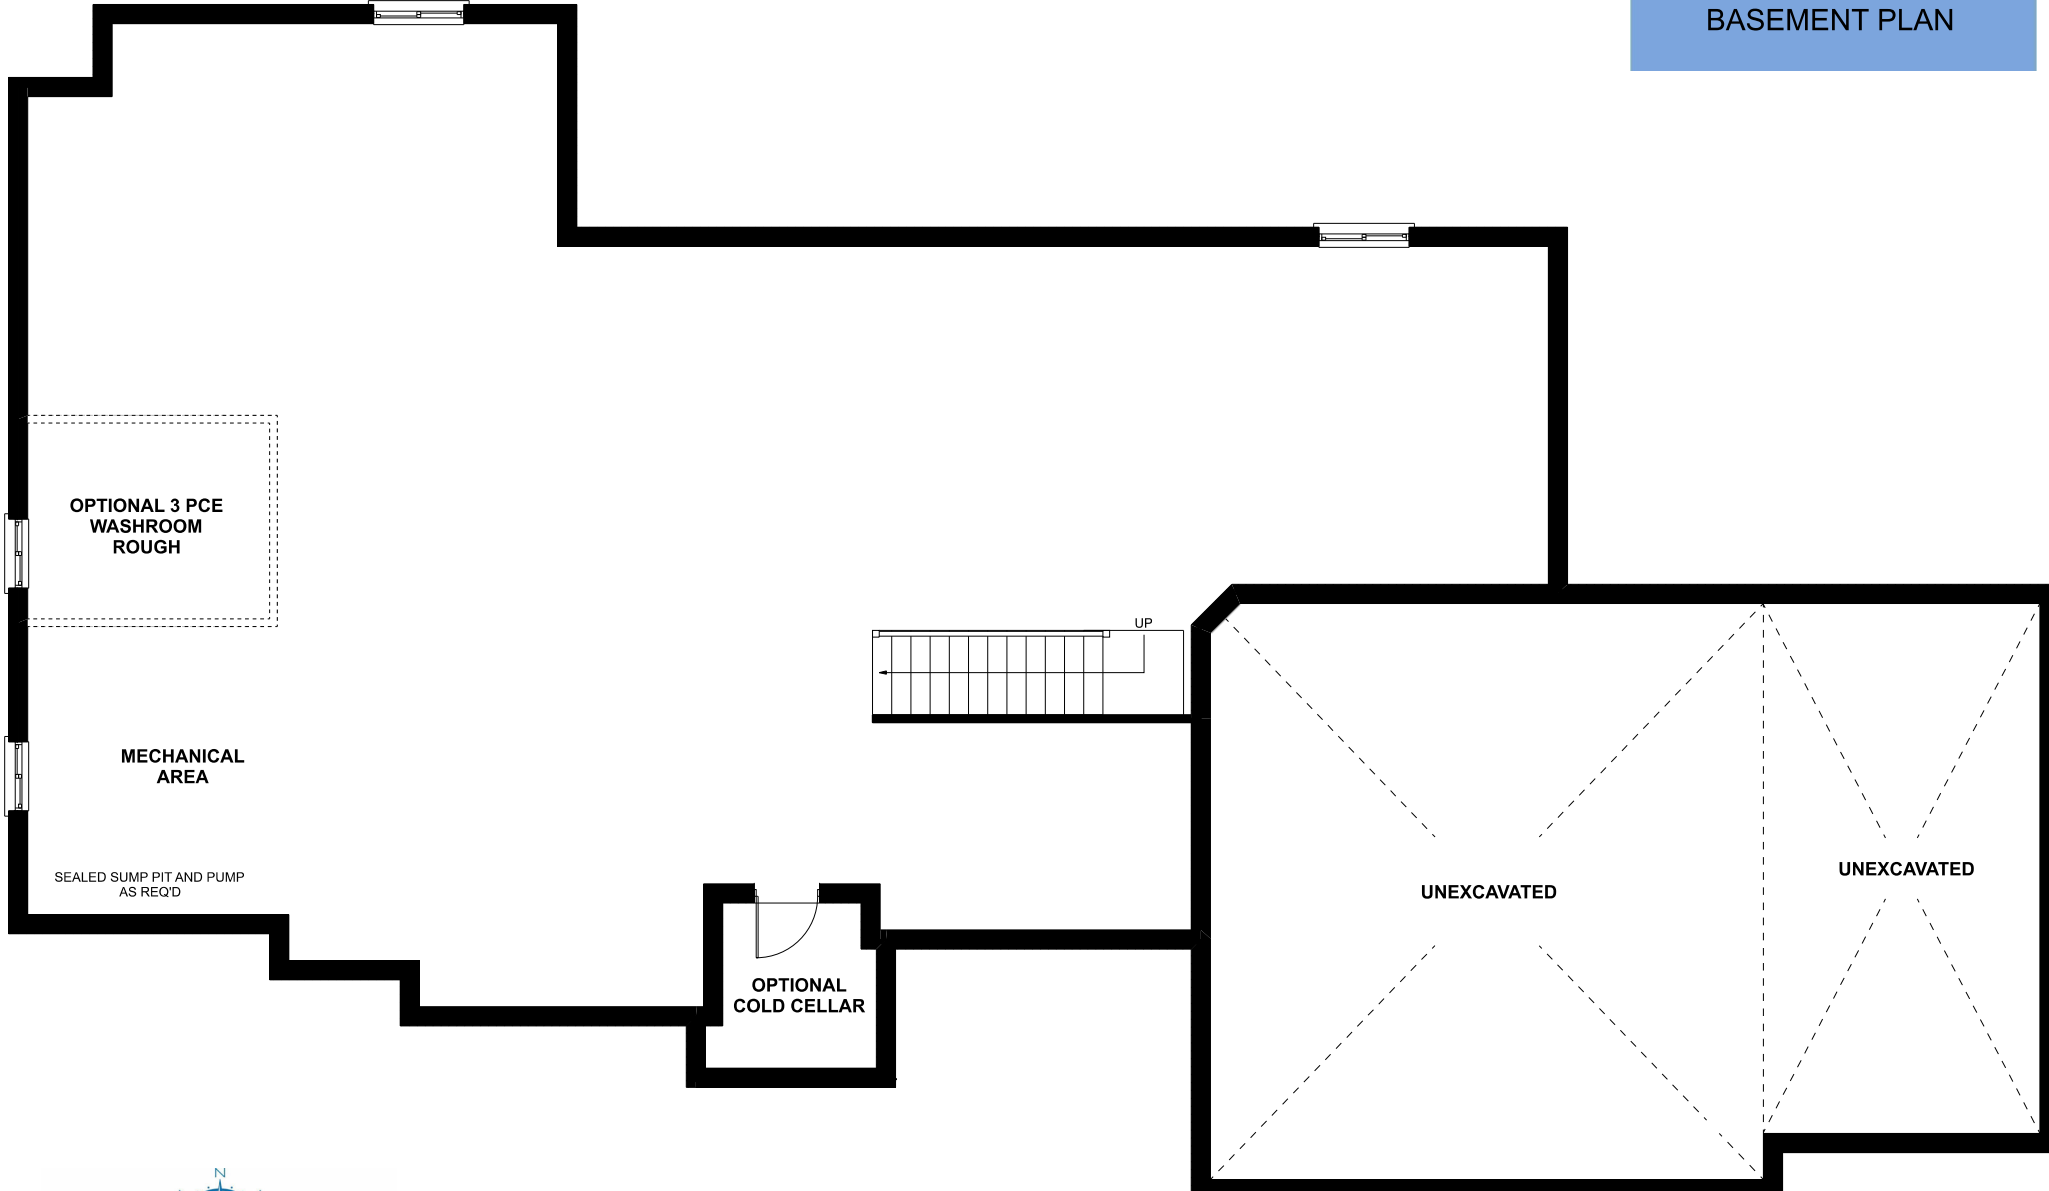 BASEMENT PLAN
OPTIONAL 3 PCE
WASHROOM
ROUGH
UP
MECHANICAL
AREA
SEALED SUMP PIT AND PUMP
AS REQ'D
OPTIONAL
COLD CELLAR
UNEXCAVATED
UNEXCAVATED
N